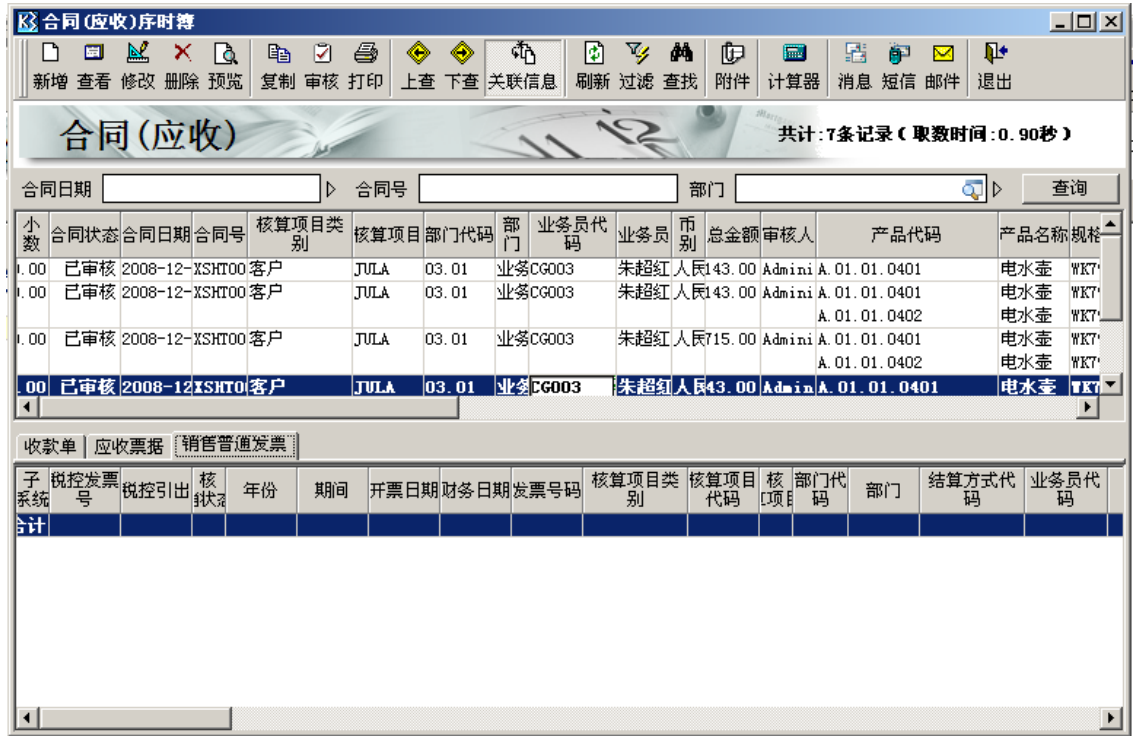 合同(应收)序时簿
新增 查看 修改 删除 预览 复制 审核 打印 上查 下查 关联信息 刷新 过滤 查找 附件 计算器 消息 短信 邮件 退出
合同(应收) 共计:7条记录(取数时间:0.90秒)
合同日期 合同号 部门 查询
小数 合同状态 合同日期 合同号 核算项目类别 核算项目 部门代码 部门 业务员代码 业务员 币别 总金额 审核人 产品代码 产品名称 规格
.00 已审核 2008-12- XSHT00 客户 JULA 03.01 业务 CG003 朱超红 人民 143.00 Admini A.01.01.0401 电水壶 WK7
.00 已审核 2008-12- XSHT00 客户 JULA 03.01 业务 CG003 朱超红 人民 143.00 Admini A.01.01.0401 电水壶 WK7
A.01.01.0402 电水壶 WK7
.00 已审核 2008-12- XSHT00 客户 JULA 03.01 业务 CG003 朱超红 人民 715.00 Admini A.01.01.0401 电水壶 WK7
A.01.01.0402 电水壶 WK7
.00 已审核 2008-12 XSHT0 客户 JULA 03.01 业务 CG003 朱超红 人民 43.00 Admin A.01.01.0401 电水壶 WK7
收款单 应收票据 销售普通发票
子系统 税控发票号 税控引出 核 状态 年份 期间 开票日期 财务日期 发票号码 核算项目类别 核算项目代码 核 项目 部门代码 部门 结算方式代码 业务员代码
合计